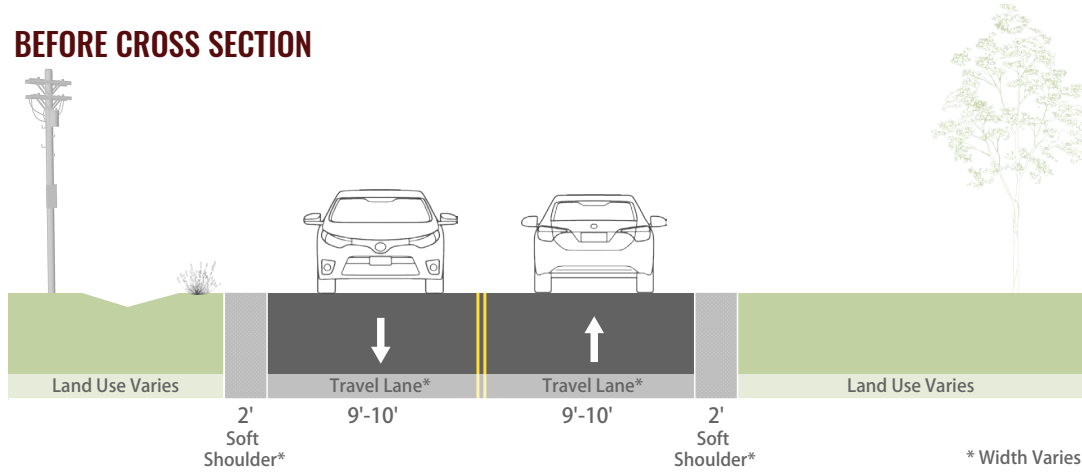 BEFORE CROSS SECTION
Land Use Varies
Travel Lane*
Travel Lane*
Land Use Varies
2'
Soft
Shoulder*
9'-10'
9'-10'
2'
Soft
Shoulder*
* Width Varies